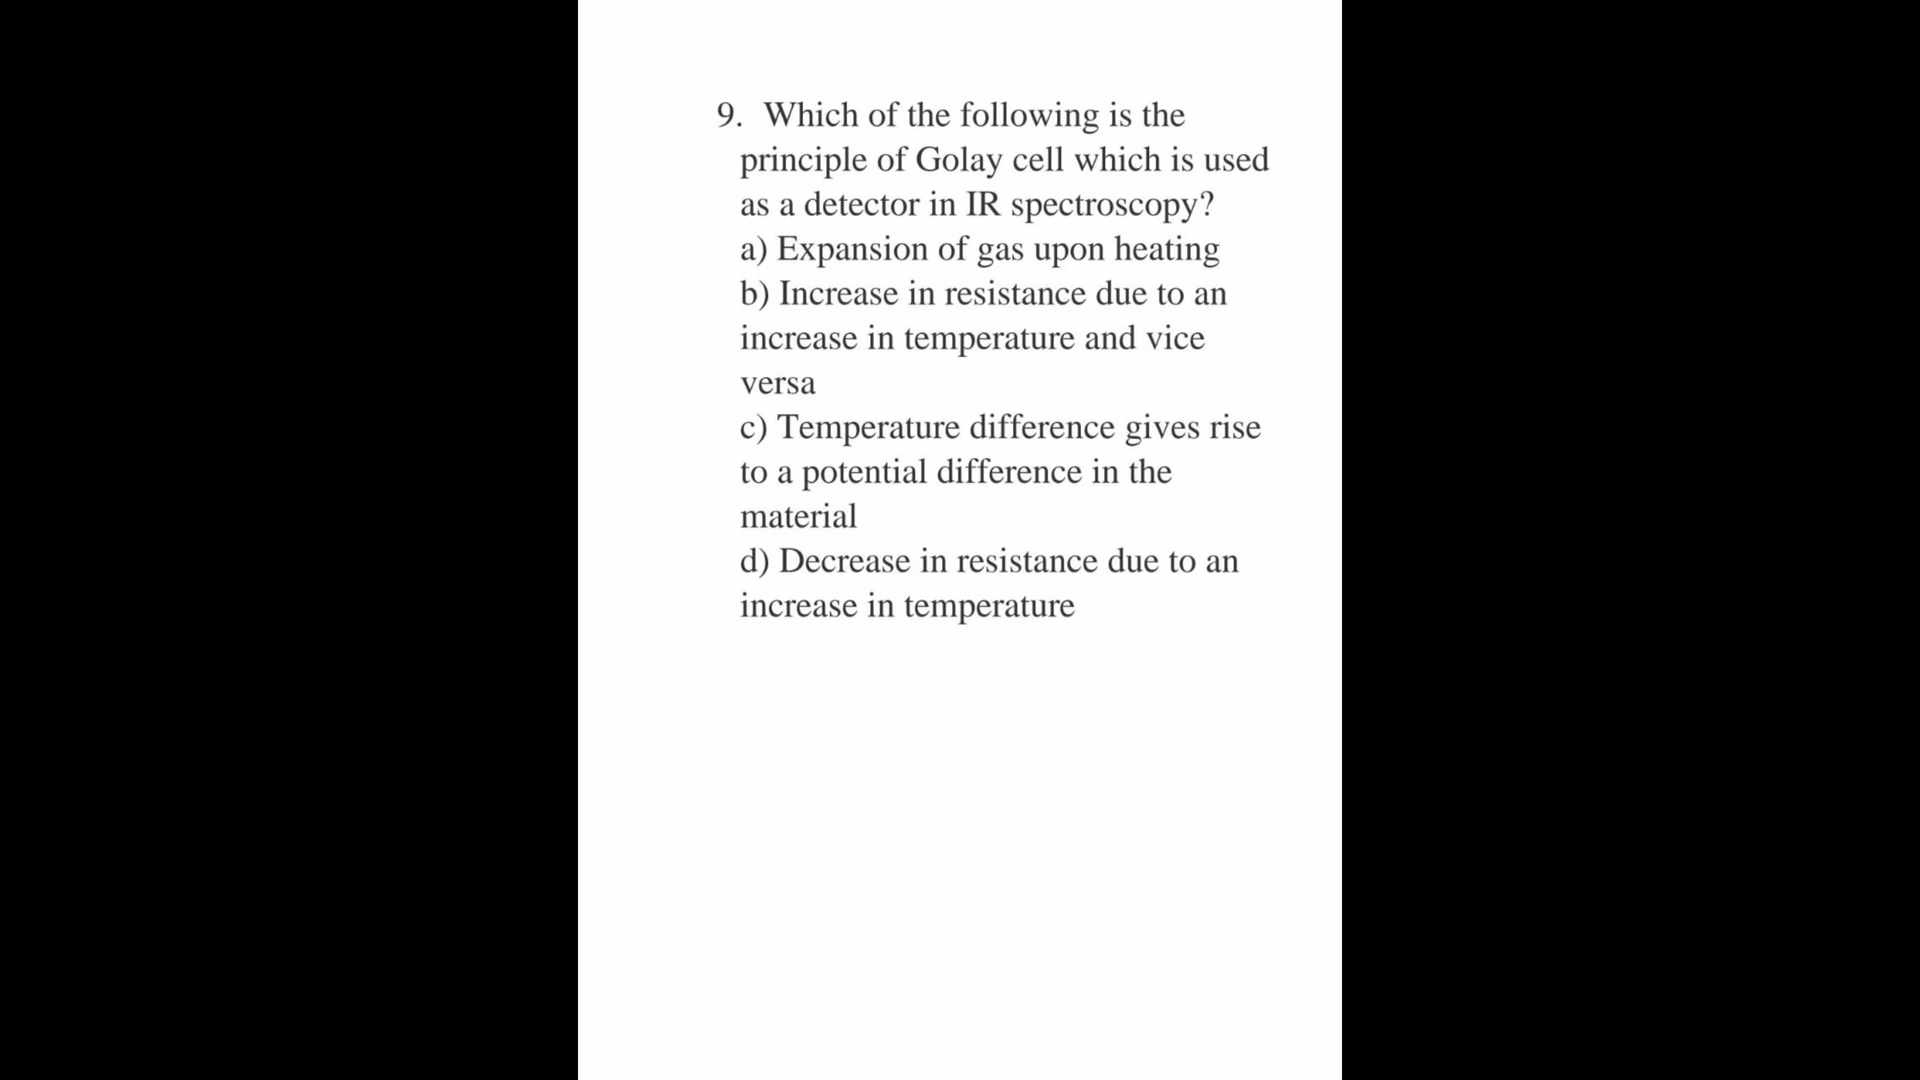 9. Which of the following is the
principle of Golay cell which is used
as a detector in IR spectroscopy?
a) Expansion of gas upon heating
b) Increase in resistance due to an
increase in temperature and vice
versa
c) Temperature difference gives rise
to a potential difference in the
material
d) Decrease in resistance due to an
increase in temperature